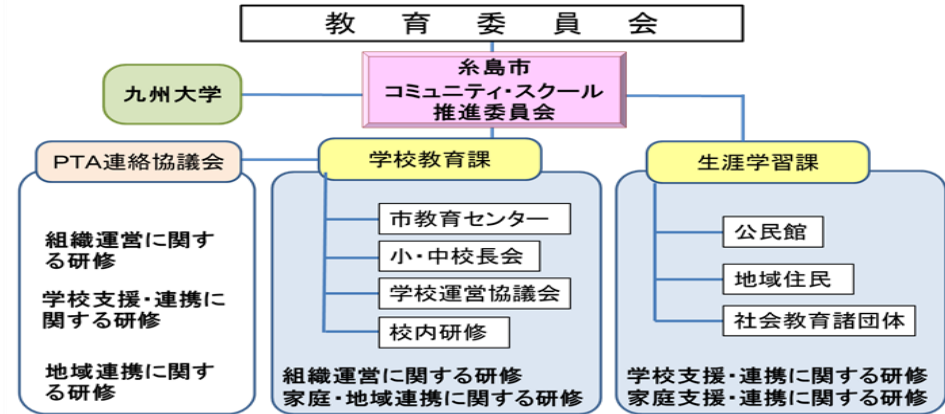 教育委員会
糸島市
コミュニティ・スクール
推進委員会
九州大学
PTA連絡協議会
組織運営に関す
る研修
学校支援・連携に
関する研修
地域連携に関す
る研修
学校教育課
市教育センター
小・中校長会
学校運営協議会
校内研修
組織運営に関する研修
家庭・地域連携に関する研修
生涯学習課
公民館
地域住民
社会教育諸団体
学校支援・連携に関する研修
家庭支援・連携に関する研修